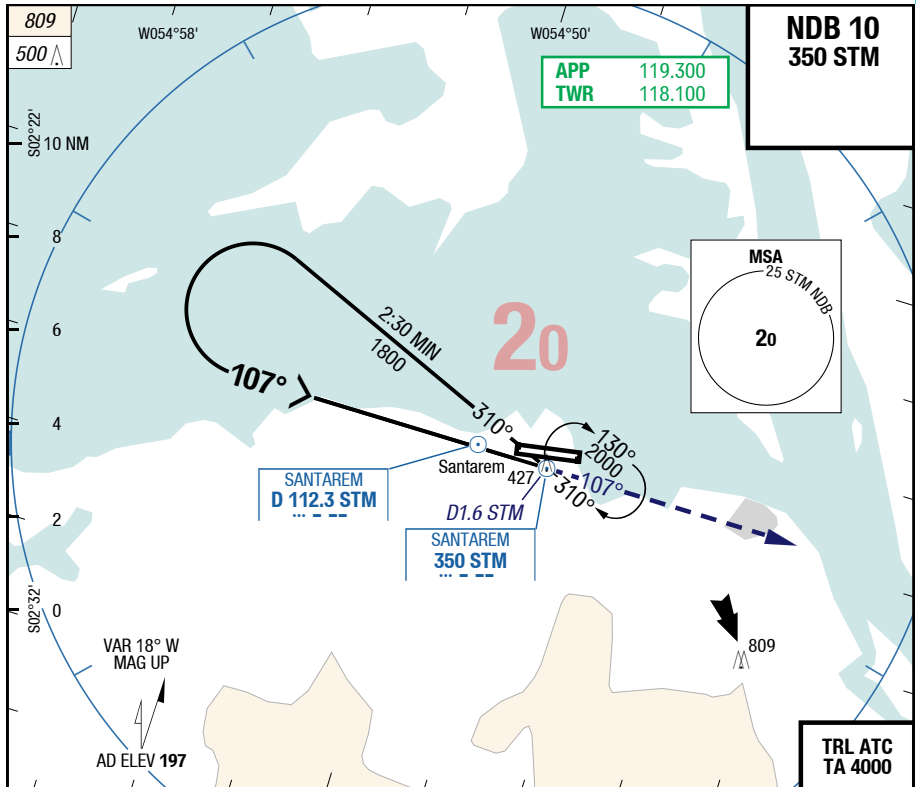 809
500
W054°58'
W054°50'
NDB 10
350 STM
APP 119.300
TWR 118.100
S02°22'
10 NM
8
6
4
2
0
S02°32'
MSA
25 STM NDB
20
20
2:30 MIN
1800
107°
310°
130°
2000
Santarem
427
107°
310°
D1.6 STM
SANTAREM
D 112.3 STM
SANTAREM
350 STM
809
VAR 18° W
MAG UP
AD ELEV 197
TRL ATC
TA 4000